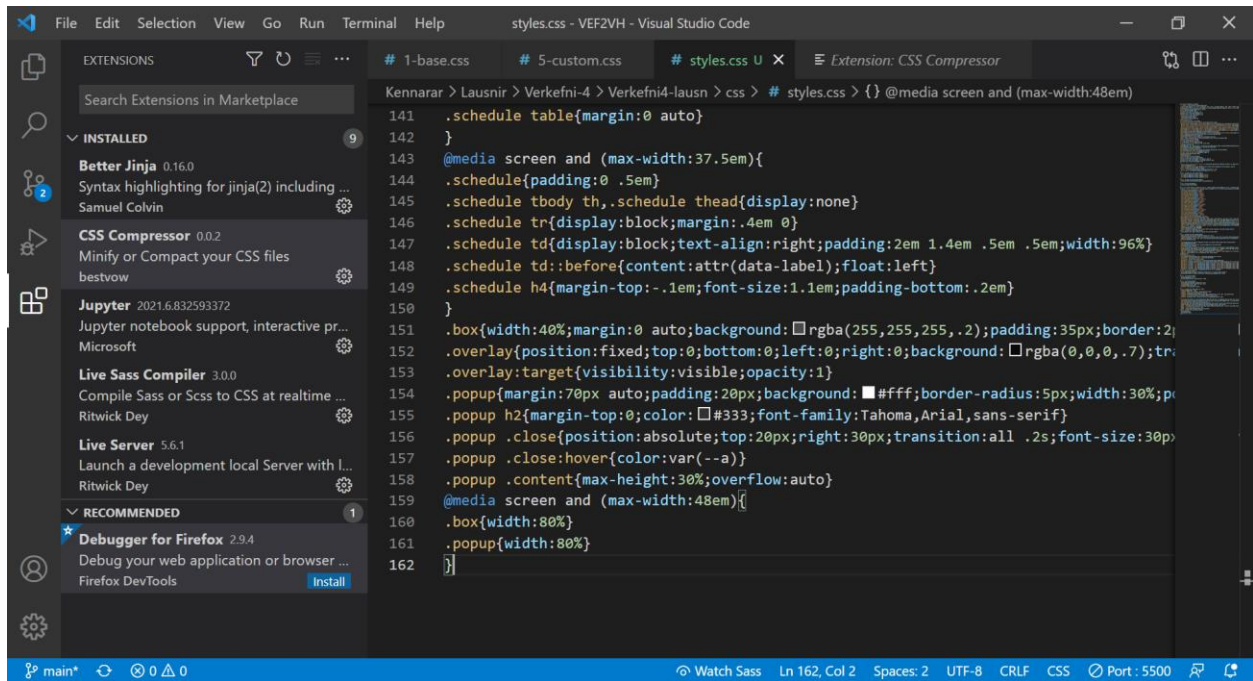 File Edit Selection View Go Run Terminal Help styles.css - VEF2VH - Visual Studio Code
EXTENSIONS
Search Extensions in Marketplace
INSTALLED 9
Better Jinja 0.16.0
Syntax highlighting for jinja(2) including ...
Samuel Colvin
CSS Compressor 0.0.2
Minify or Compact your CSS files
bestvow
Jupyter 2021.6.832593372
Jupyter notebook support, interactive pr...
Microsoft
Live Sass Compiler 3.0.0
Compile Sass or Scss to CSS at realtime ...
Ritwick Dey
Live Server 5.6.1
Launch a development local Server with l...
Ritwick Dey
RECOMMENDED 1
Debugger for Firefox 2.9.4
Debug your web application or browser ...
Firefox DevTools Install
2
# 1-base.css # 5-custom.css # styles.css U Extension: CSS Compressor
Kennarar > Lausnir > Verkefni-4 > Verkefni4-lausn > css > # styles.css > {} @media screen and (max-width:48em)
141 .schedule table{margin:0 auto}
142 }
143 @media screen and (max-width:37.5em){
144 .schedule{padding:0 .5em}
145 .schedule tbody th,.schedule thead{display:none}
146 .schedule tr{display:block;margin:.4em 0}
147 .schedule td{display:block;text-align:right;padding:2em 1.4em .5em .5em;width:96%}
148 .schedule td::before{content:attr(data-label);float:left}
149 .schedule h4{margin-top:-.1em;font-size:1.1em;padding-bottom:.2em}
150 }
151 .box{width:40%;margin:0 auto;background:rgba(255,255,255,.2);padding:35px;border:2p
152 .overlay{position:fixed;top:0;bottom:0;left:0;right:0;background:rgba(0,0,0,.7);tra
153 .overlay:target{visibility:visible;opacity:1}
154 .popup{margin:70px auto;padding:20px;background:#fff;border-radius:5px;width:30%;po
155 .popup h2{margin-top:0;color:#333;font-family:Tahoma,Arial,sans-serif}
156 .popup .close{position:absolute;top:20px;right:30px;transition:all .2s;font-size:30px
157 .popup .close:hover{color:var(--a)}
158 .popup .content{max-height:30%;overflow:auto}
159 @media screen and (max-width:48em){
160 .box{width:80%}
161 .popup{width:80%}
162 }
main* 0 0 Watch Sass Ln 162, Col 2 Spaces: 2 UTF-8 CRLF CSS Port : 5500